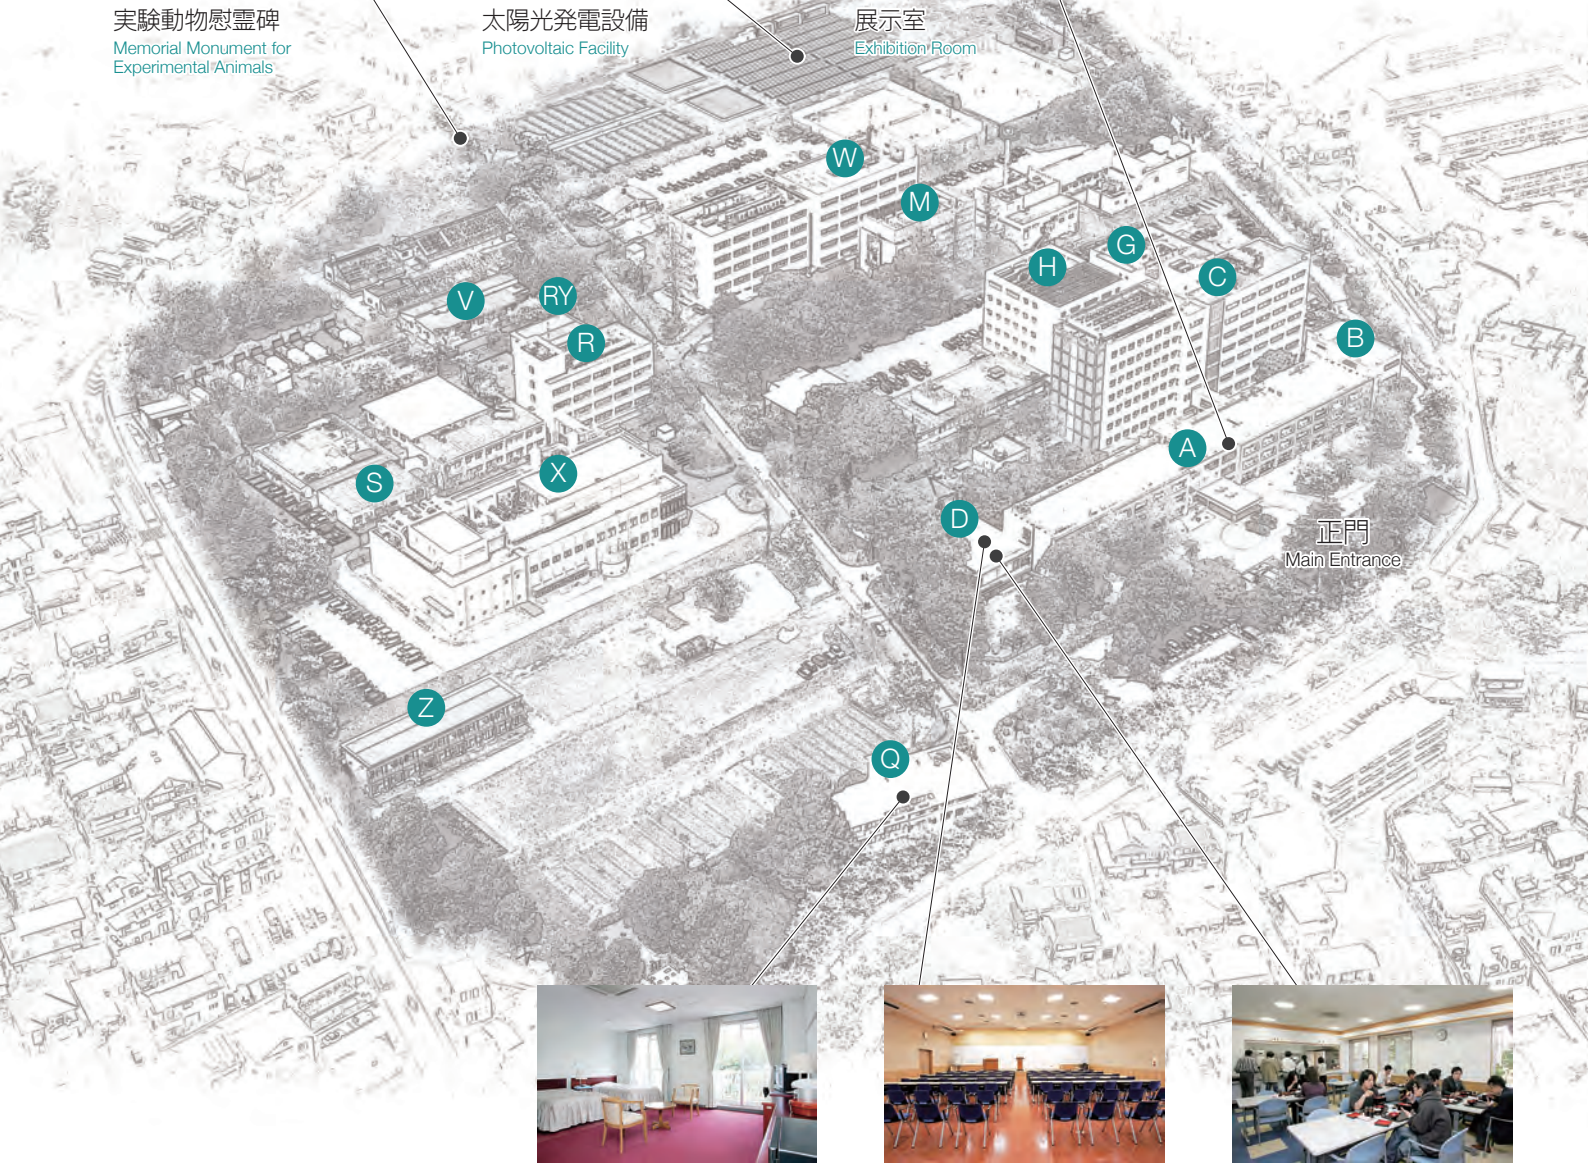 実験動物慰霊碑
Memorial Monument for
Experimental Animals
太陽光発電設備
Photovoltaic Facility
展示室
Exhibition Room
W
M
G
H
C
V
RY
R
B
A
X
S
D
正門
Main Entrance
Z
Q